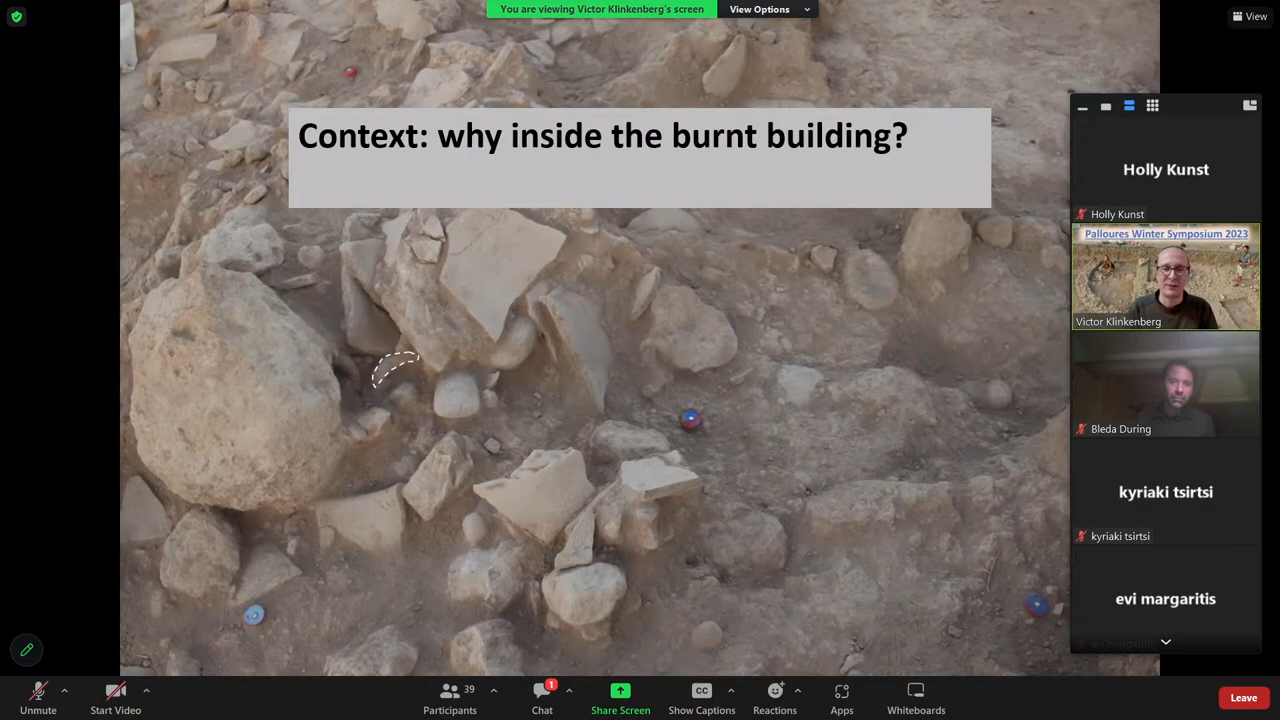 You are viewing Victor Klinkenberg's screen
View Options
View
Context: why inside the burnt building?
Holly Kunst
Holly Kunst
Palloures Winter Symposium 2023
Victor Klinkenberg
Bleda During
kyriaki tsirtsi
kyriaki tsirtsi
evi margaritis
evi margaritis
Unmute
Start Video
39
Participants
1
Chat
Share Screen
CC
Show Captions
Reactions
Apps
Whiteboards
Leave